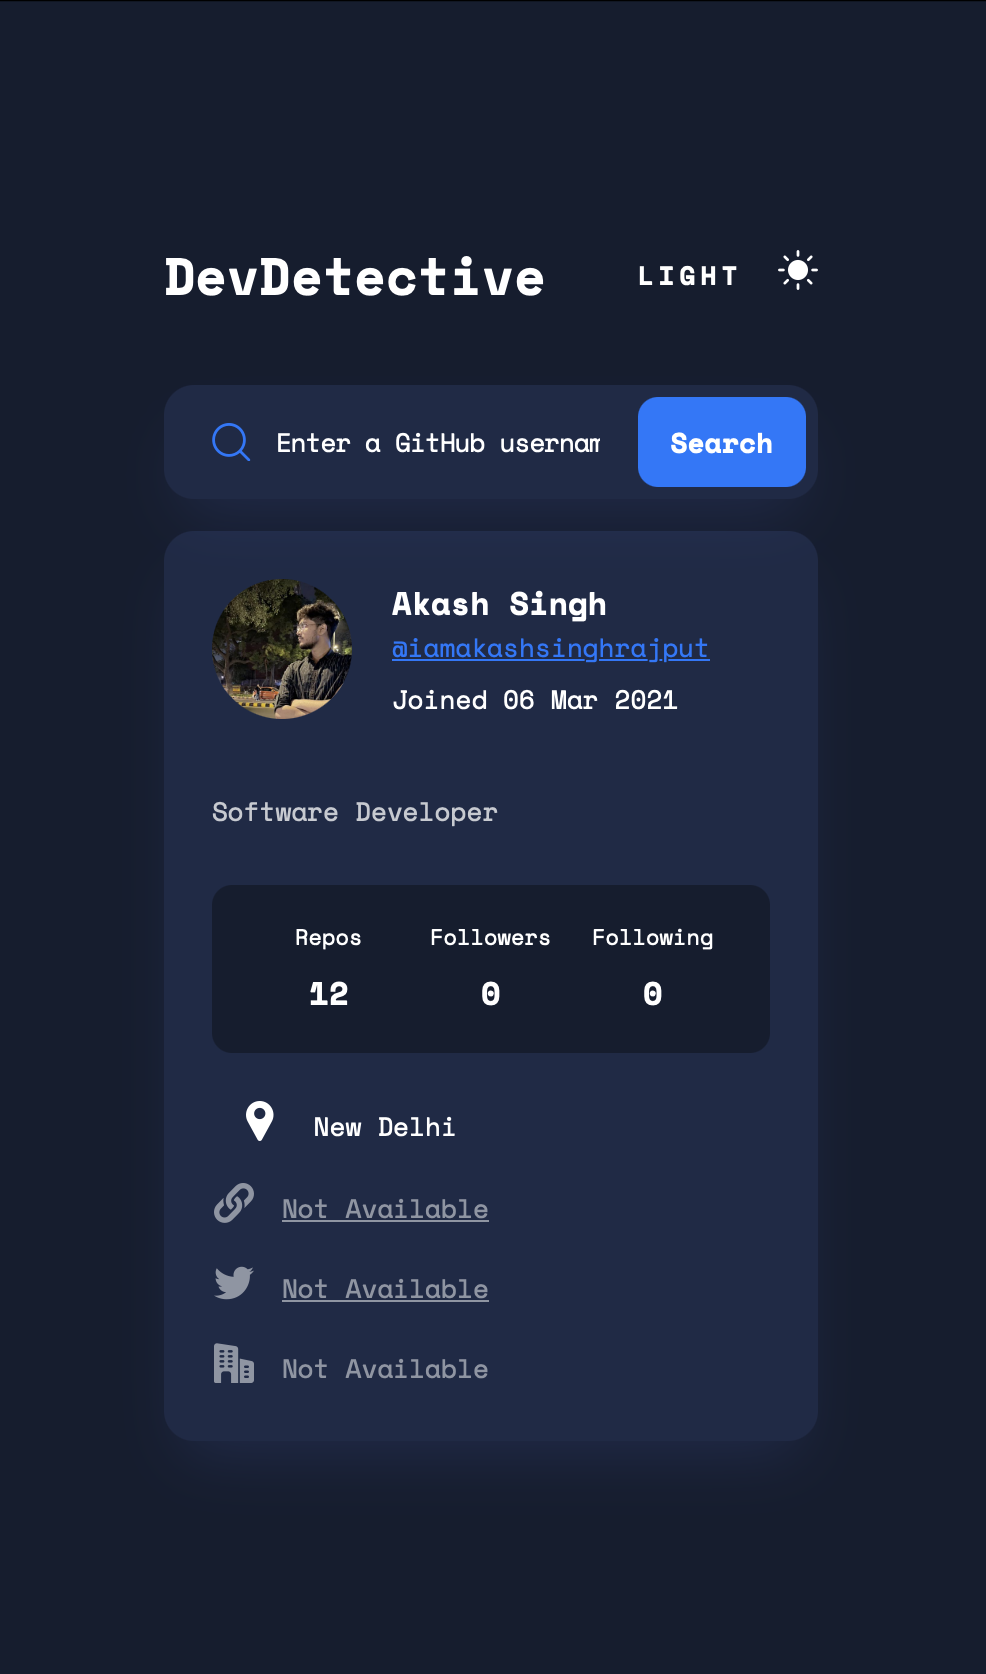 DevDetective LIGHT
Enter a GitHub usernam Search
Akash Singh
@iamakashsinghrajput
Joined 06 Mar 2021
Software Developer
Repos Followers Following
12 0 0
New Delhi
Not Available
Not Available
Not Available